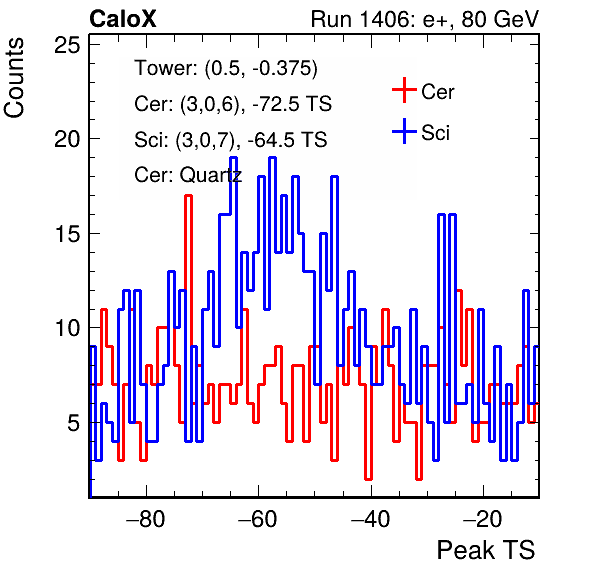 CaloX Run 1406: e+, 80 GeV
Counts
Tower: (0.5, -0.375)
Cer: (3,0,6), -72.5 TS
Sci: (3,0,7), -64.5 TS
Cer: Quartz
Cer
Sci
25
20
15
10
5
−80 −60 −40 −20
Peak TS